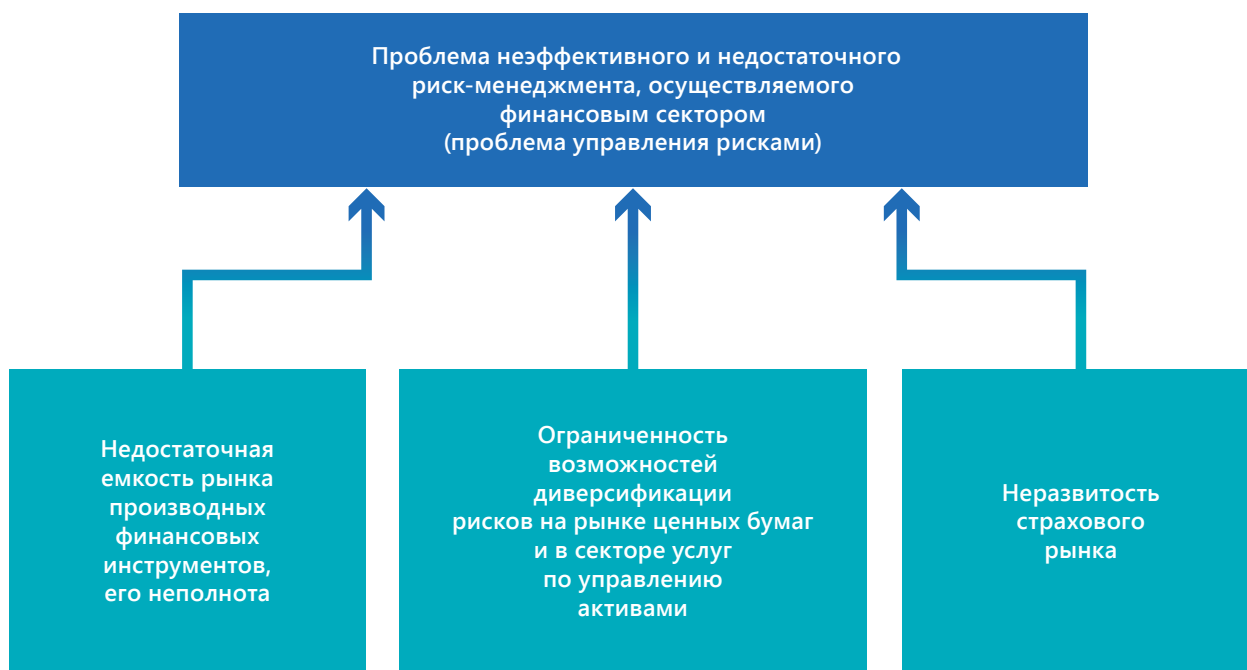 Проблема неэффективного и недостаточного
риск-менеджмента, осуществляемого
финансовым сектором
(проблема управления рисками)
Недостаточная
емкость рынка
производных
финансовых
инструментов,
его неполнота
Ограниченность
возможностей
диверсификации
рисков на рынке ценных бумаг
и в секторе услуг
по управлению
активами
Неразвитость
страхового
рынка